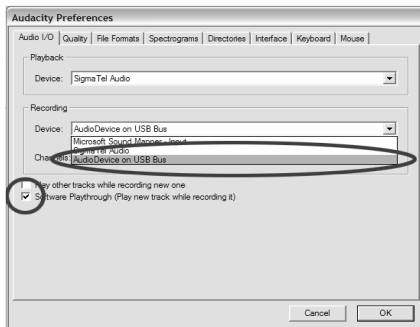 Audacity Preferences
Audio I/O Quality File Formats Spectrograms Directories Interface Keyboard Mouse
Playback
Device: SigmaTel Audio
Recording
Device: AudioDevice on USB Bus
Microsoft Sound Mapper - Input
SigmaTel Audio
Channels: AudioDevice on USB Bus
Play other tracks while recording new one
Software Playthrough (Play new track while recording it)
Cancel OK